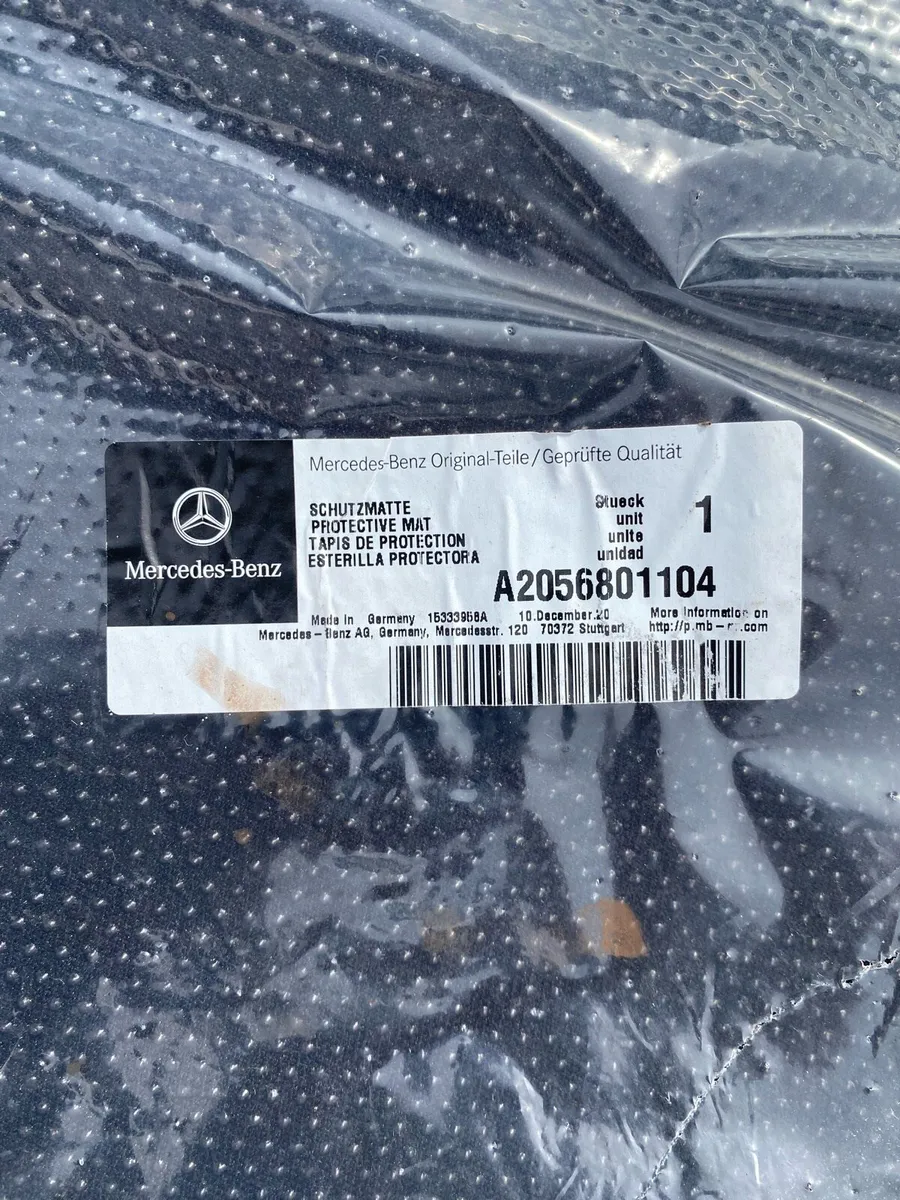 Mercedes-Benz
Mercedes-Benz Original-Teile/Geprüfte Qualität
SCHUTZMATTE
PROTECTIVE MAT
TAPIS DE PROTECTION
ESTERILLA PROTECTORA
Stueck
unit
unite
unidad
1
A2056801104
Made in Germany 15333958A 10.December.20 More Information on
Mercedes-Benz AG, Germany, Mercedesstr. 120 70372 Stuttgart